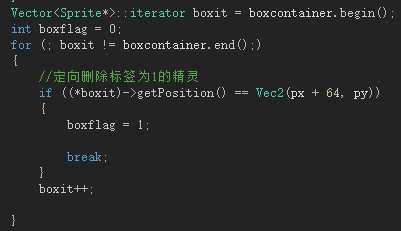 Vector<Sprite*>::iterator boxit = boxcontainer.begin();
int boxflag = 0;
for (; boxit != boxcontainer.end();)
{
//定向删除标签为1的精灵
if ((*boxit)->getPosition() == Vec2(px + 64, py))
{
boxflag = 1;
break;
}
boxit++;
}